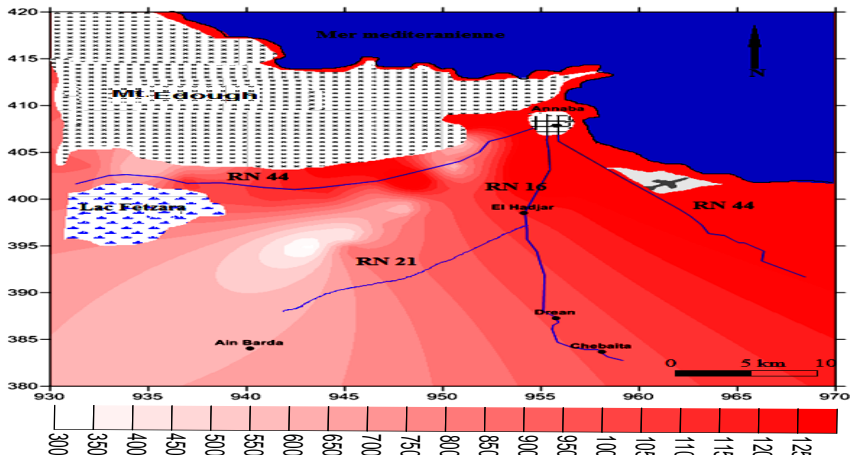 420
415
410
405
400
395
390
385
380
Mer mediteranienne
N
Mt Edough
Annaba
RN 44
RN 16
RN 44
Lac Fetzara
El Hadjar
RN 21
Drean
Ain Barda
Chebaita
0 5 km 10
930 935 940 945 950 955 960 965 970
300 350 400 450 500 550 600 650 700 750 800 850 900 950